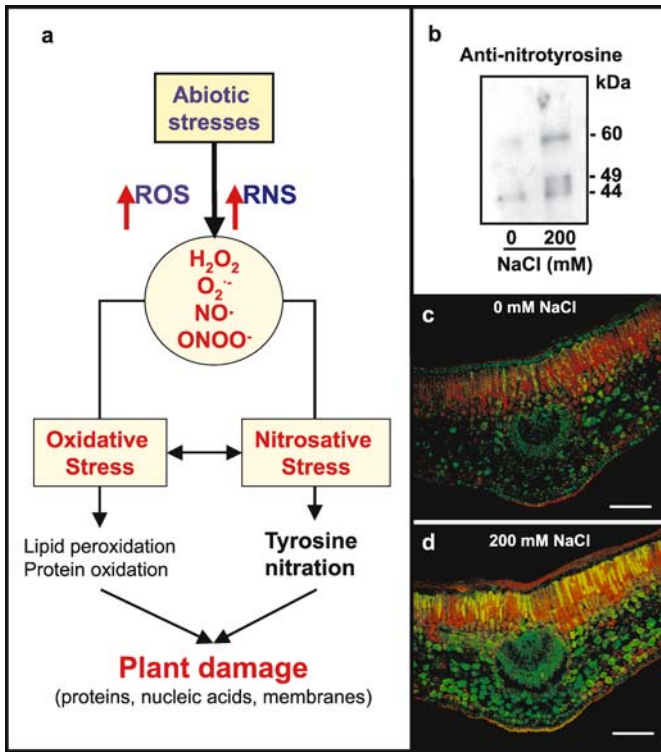 a
Abiotic
stresses
ROS RNS
H₂O₂
O₂·-
NO·
ONOO-
Oxidative
Stress
Nitrosative
Stress
Lipid peroxidation
Protein oxidation
Tyrosine
nitration
Plant damage
(proteins, nucleic acids, membranes)
b
Anti-nitrotyrosine
kDa
- 60
- 49
- 44
0 200
NaCl (mM)
c 0 mM NaCl
d 200 mM NaCl